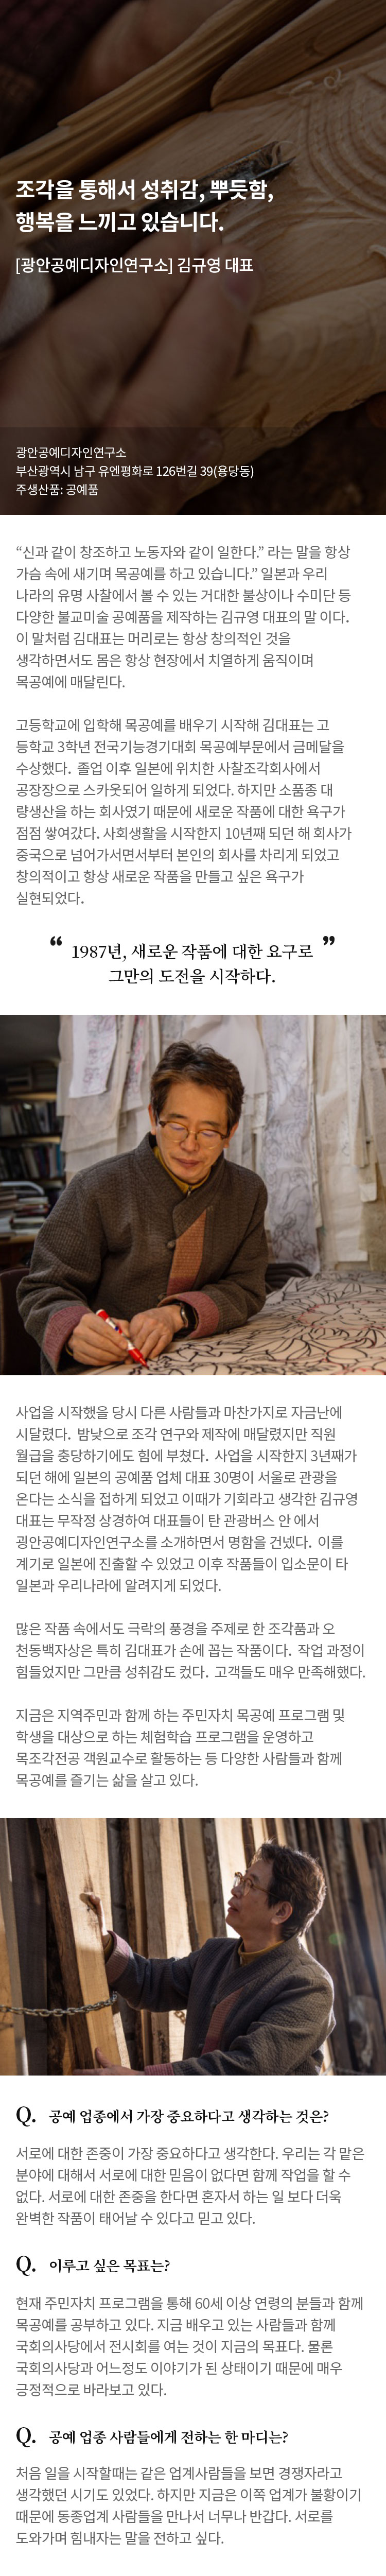 조각을 통해서 성취감, 뿌듯함,
행복을 느끼고 있습니다.
[광안공예디자인연구소] 김규영 대표
광안공예디자인연구소
부산광역시 남구 유엔평화로 126번길 39(용당동)
주생산품: 공예품
“신과 같이 창조하고 노동자와 같이 일한다.” 라는 말을 항상
가슴 속에 새기며 목공예를 하고 있습니다.” 일본과 우리
나라의 유명 사찰에서 볼 수 있는 거대한 불상이나 수미단 등
다양한 불교미술 공예품을 제작하는 김규영 대표의 말 이다.
이 말처럼 김대표는 머리로는 항상 창의적인 것을
생각하면서도 몸은 항상 현장에서 치열하게 움직이며
목공예에 매달린다.
고등학교에 입학해 목공예를 배우기 시작해 김대표는 고
등학교 3학년 전국기능경기대회 목공예부문에서 금메달을
수상했다. 졸업 이후 일본에 위치한 사찰조각회사에서
공장장으로 스카웃되어 일하게 되었다. 하지만 소품종 대
량생산을 하는 회사였기 때문에 새로운 작품에 대한 욕구가
점점 쌓여갔다. 사회생활을 시작한지 10년째 되던 해 회사가
중국으로 넘어가서면서부터 본인의 회사를 차리게 되었고
창의적이고 항상 새로운 작품을 만들고 싶은 욕구가
실현되었다.
“ 1987년, 새로운 작품에 대한 요구로 ”
그만의 도전을 시작하다.
사업을 시작했을 당시 다른 사람들과 마찬가지로 자금난에
시달렸다. 밤낮으로 조각 연구와 제작에 매달렸지만 직원
월급을 충당하기에도 힘에 부쳤다. 사업을 시작한지 3년째가
되던 해에 일본의 공예품 업체 대표 30명이 서울로 관광을
온다는 소식을 접하게 되었고 이때가 기회라고 생각한 김규영
대표는 무작정 상경하여 대표들이 탄 관광버스 안 에서
굉안공예디자인연구소를 소개하면서 명함을 건넸다. 이를
계기로 일본에 진출할 수 있었고 이후 작품들이 입소문이 타
일본과 우리나라에 알려지게 되었다.
많은 작품 속에서도 극락의 풍경을 주제로 한 조각품과 오
천동백자상은 특히 김대표가 손에 꼽는 작품이다. 작업 과정이
힘들었지만 그만큼 성취감도 컸다. 고객들도 매우 만족해했다.
지금은 지역주민과 함께 하는 주민자치 목공예 프로그램 및
학생을 대상으로 하는 체험학습 프로그램을 운영하고
목조각전공 객원교수로 활동하는 등 다양한 사람들과 함께
목공예를 즐기는 삶을 살고 있다.
Q. 공예 업종에서 가장 중요하다고 생각하는 것은?
서로에 대한 존중이 가장 중요하다고 생각한다. 우리는 각 맡은
분야에 대해서 서로에 대한 믿음이 없다면 함께 작업을 할 수
없다. 서로에 대한 존중을 한다면 혼자서 하는 일 보다 더욱
완벽한 작품이 태어날 수 있다고 믿고 있다.
Q. 이루고 싶은 목표는?
현재 주민자치 프로그램을 통해 60세 이상 연령의 분들과 함께
목공예를 공부하고 있다. 지금 배우고 있는 사람들과 함께
국회의사당에서 전시회를 여는 것이 지금의 목표다. 물론
국회의사당과 어느정도 이야기가 된 상태이기 때문에 매우
긍정적으로 바라보고 있다.
Q. 공예 업종 사람들에게 전하는 한 마디는?
처음 일을 시작할때는 같은 업계사람들을 보면 경쟁자라고
생각했던 시기도 있었다. 하지만 지금은 이쪽 업계가 불황이기
때문에 동종업계 사람들을 만나서 너무나 반갑다. 서로를
도와가며 힘내자는 말을 전하고 싶다.